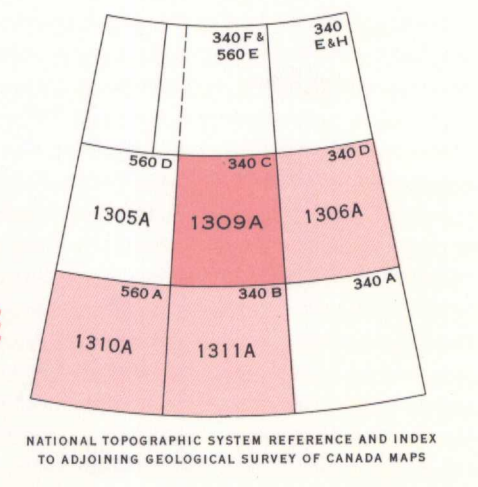 340 F &
560 E
340
E & H
560 D
340 C
340 D
1305A
1309A
1306A
560 A
340 B
340 A
1310A
1311A
NATIONAL TOPOGRAPHIC SYSTEM REFERENCE AND INDEX
TO ADJOINING GEOLOGICAL SURVEY OF CANADA MAPS